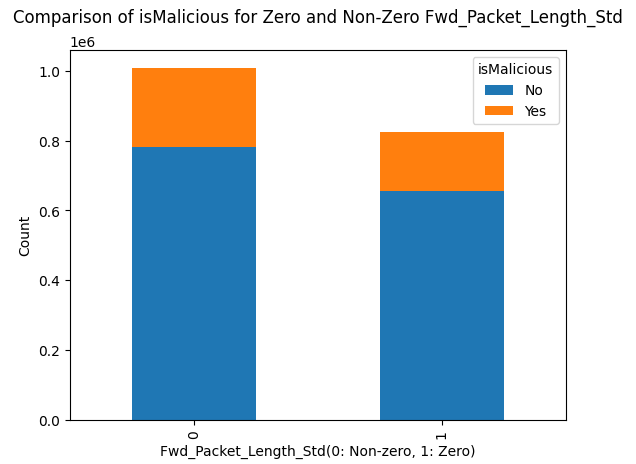 Comparison of isMalicious for Zero and Non-Zero Fwd_Packet_Length_Std
1e6
isMalicious
No
Yes
1.0
0.8
0.6
0.4
0.2
0.0
Count
0
1
Fwd_Packet_Length_Std(0: Non-zero, 1: Zero)